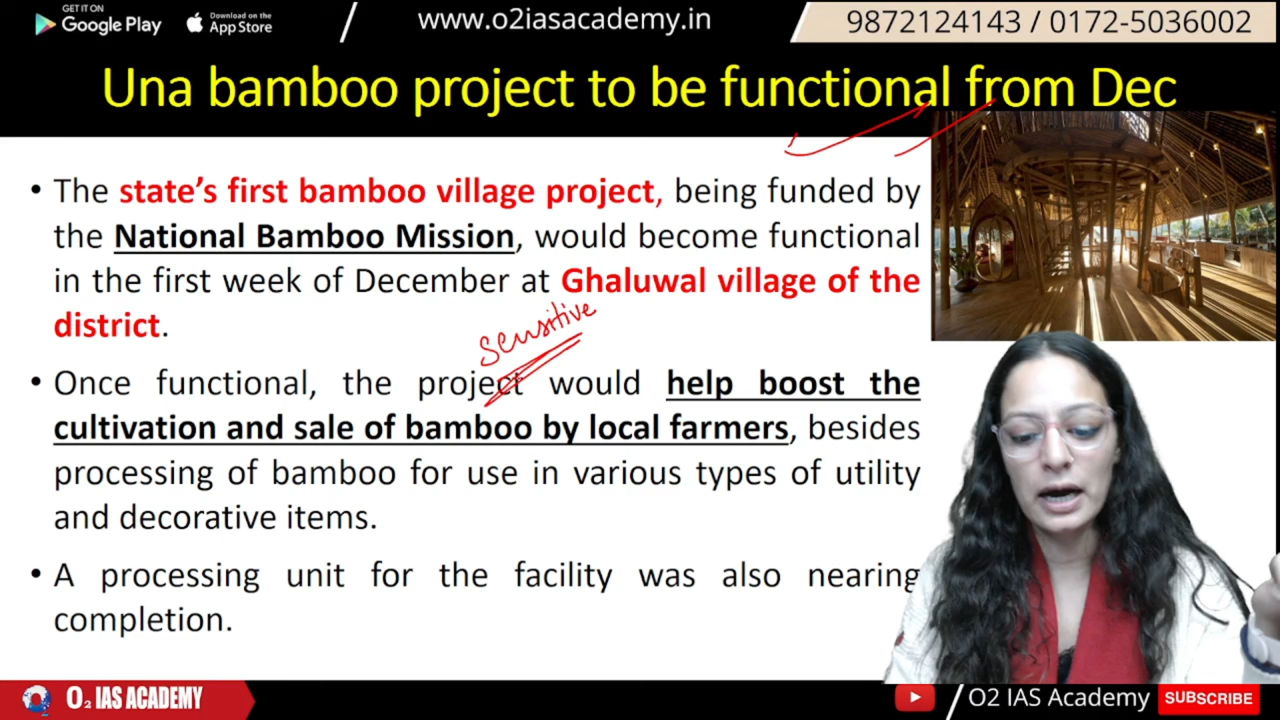 GET IT ON
Google Play
Download on the
App Store
www.o2iasacademy.in
9872124143 / 0172-5036002
Una bamboo project to be functional from Dec
• The state's first bamboo village project, being funded by
the National Bamboo Mission, would become functional
in the first week of December at Ghaluwal village of the
district.
sensitive
• Once functional, the project would help boost the
cultivation and sale of bamboo by local farmers, besides
processing of bamboo for use in various types of utility
and decorative items.
• A processing unit for the facility was also nearing
completion.
O₂ IAS ACADEMY
O2 IAS Academy
SUBSCRIBE